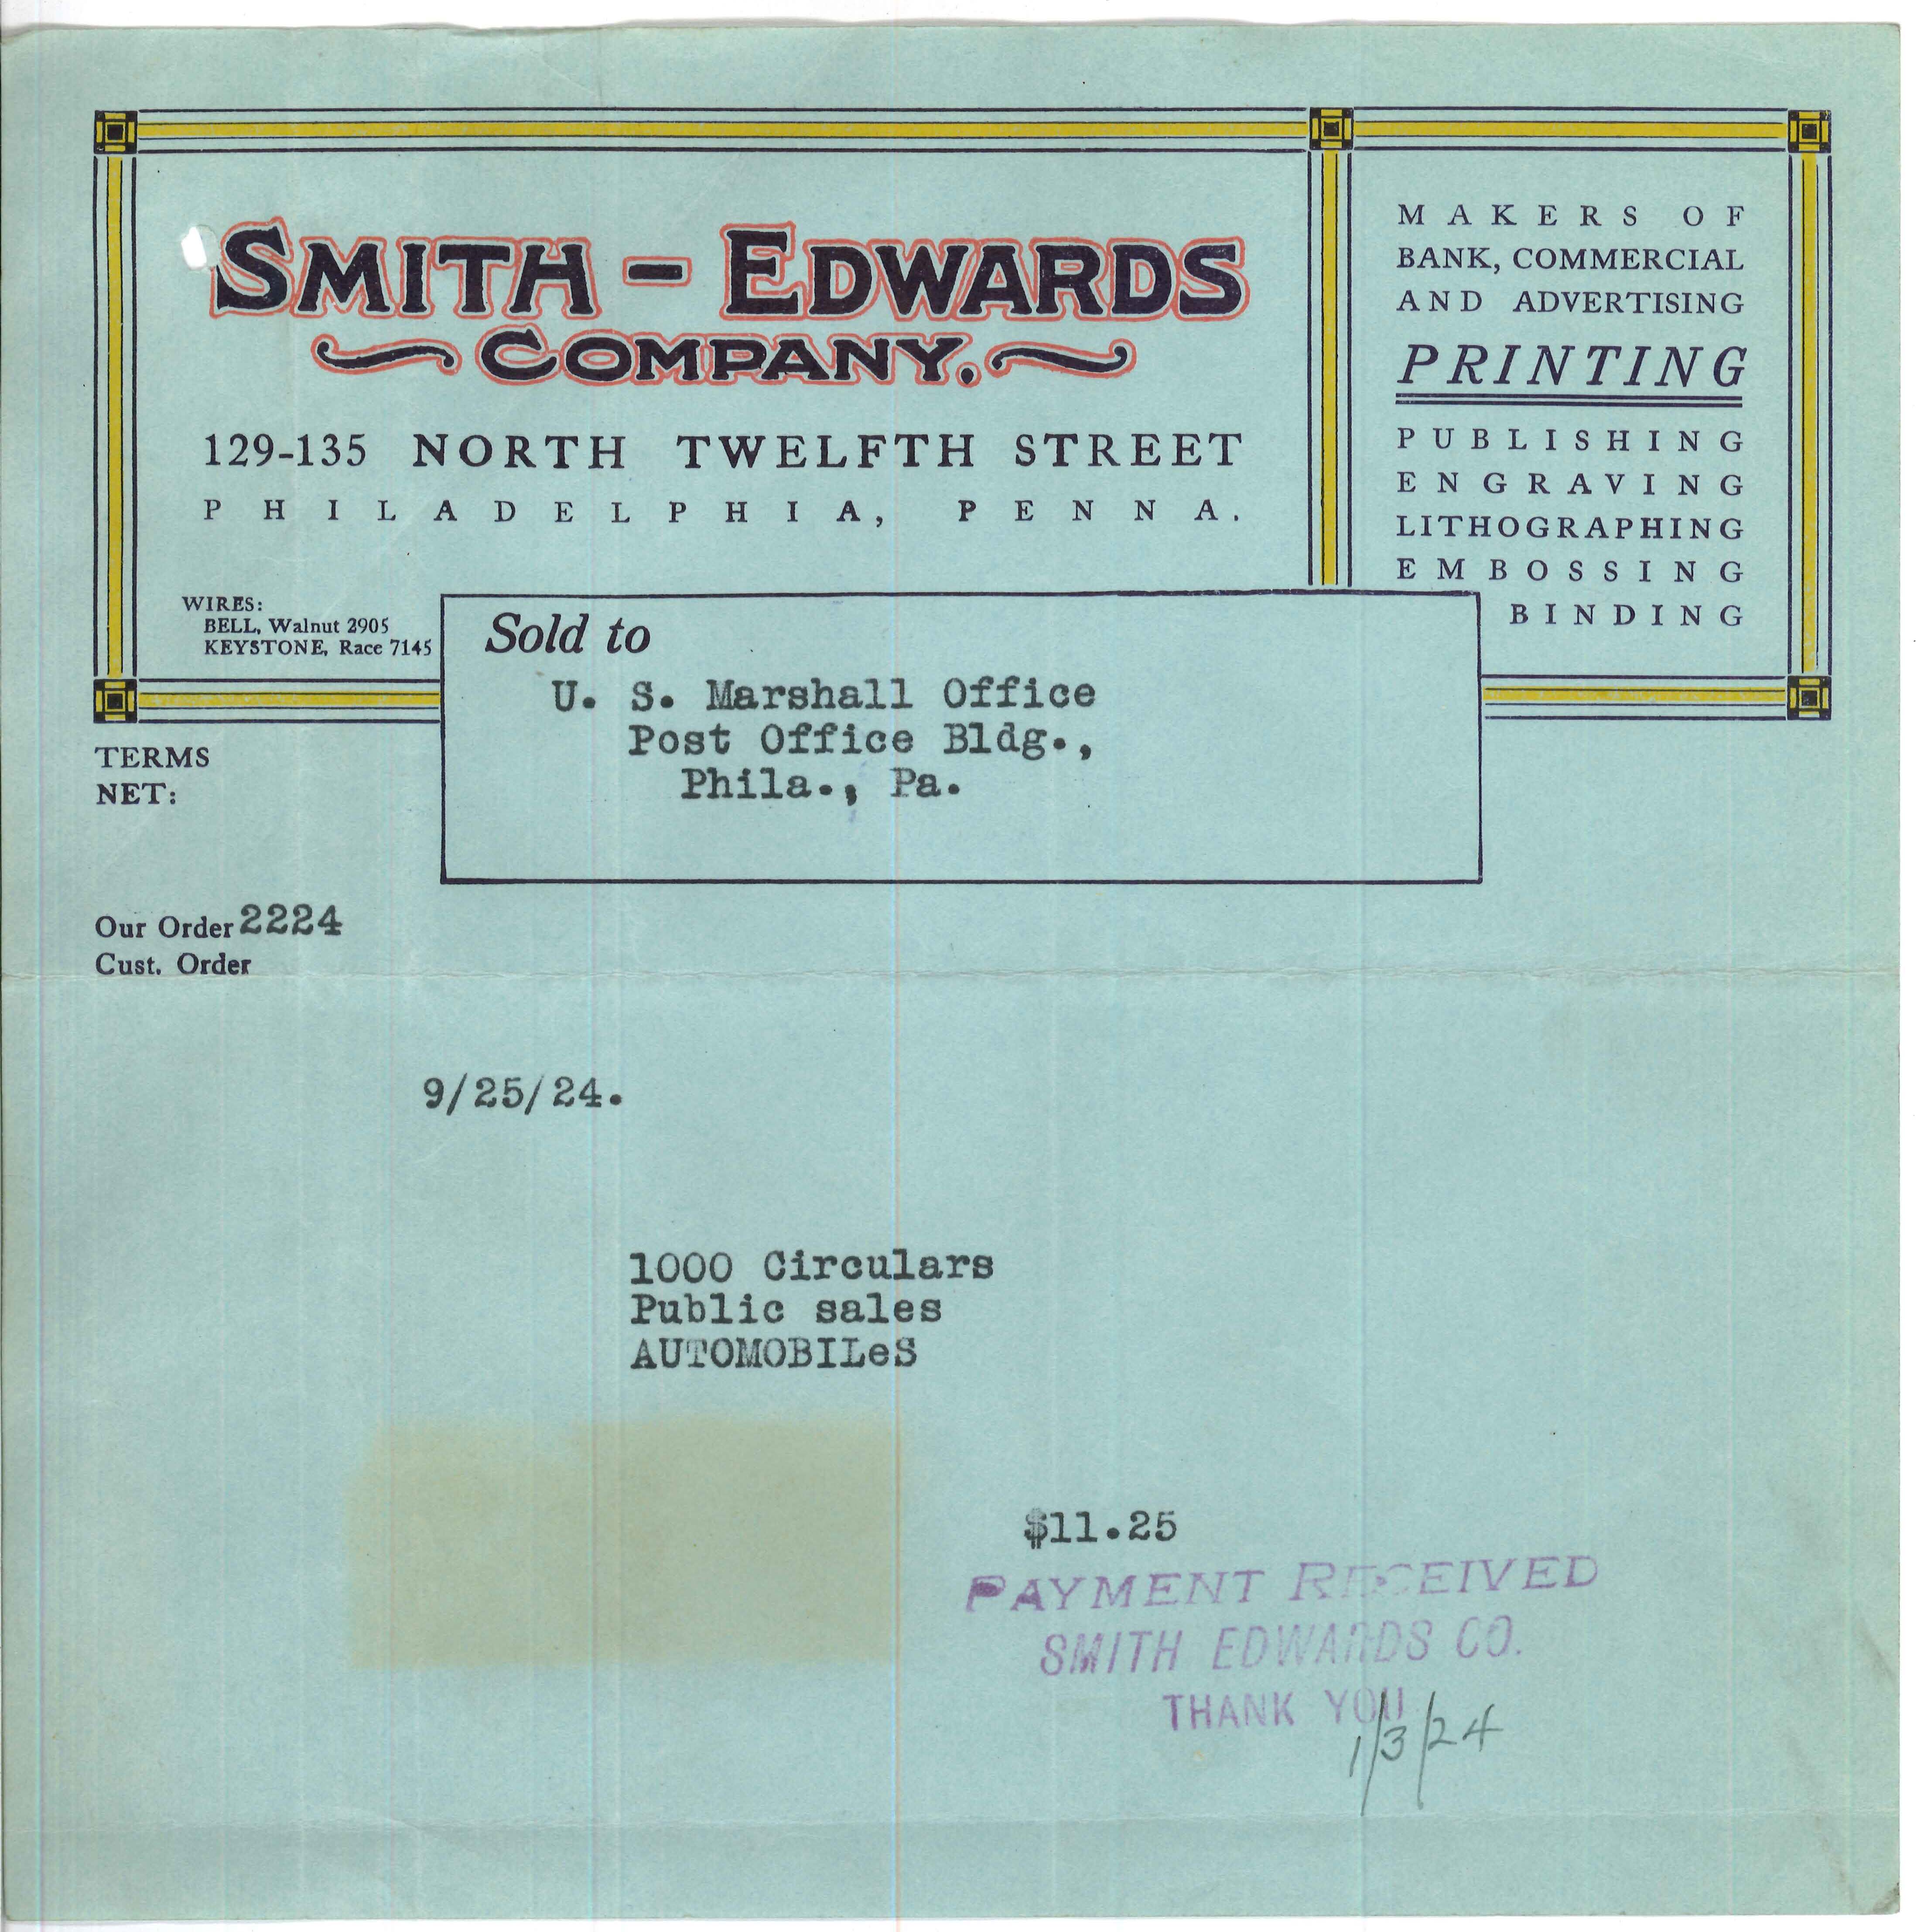 SMITH - EDWARDS
COMPANY.
129-135 NORTH TWELFTH STREET
PHILADELPHIA, PENNA.
WIRES:
BELL, Walnut 2905
KEYSTONE, Race 7145
MAKERS OF
BANK, COMMERCIAL
AND ADVERTISING
PRINTING
PUBLISHING
ENGRAVING
LITHOGRAPHING
EMBOSSING
BINDING
Sold to
U. S. Marshall Office
Post Office Bldg.,
Phila., Pa.
TERMS
NET:
Our Order 2224
Cust. Order
9/25/24.
1000 Circulars
Public sales
AUTOMOBILeS
$11.25
PAYMENT RECEIVED
SMITH EDWARDS CO.
THANK YOU
1/3/24